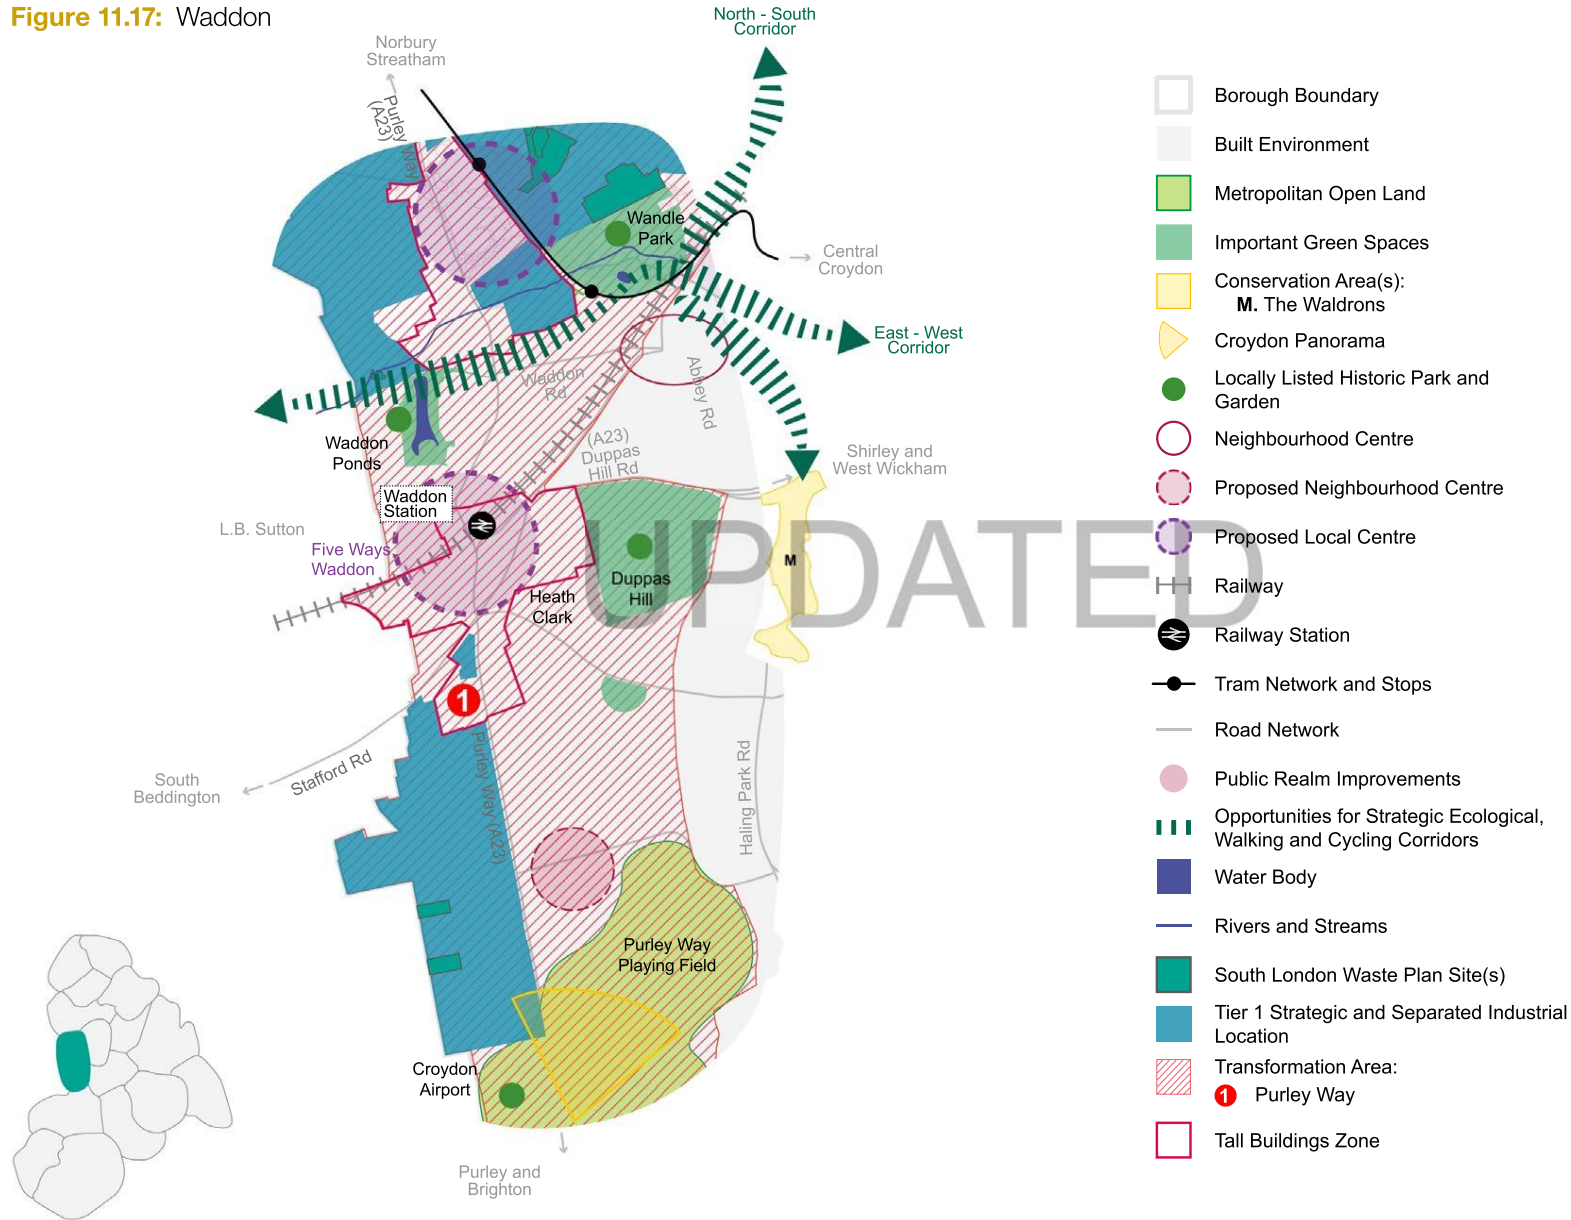 Figure 11.17: Waddon
North - South
Corridor
Norbury
Streatham
Purley Way
(A23)
Wandle
Park
Central
Croydon
East - West
Corridor
Waddon
Rd
Abbey Rd
(A23)
Duppas
Hill Rd
Shirley and
West Wickham
Waddon
Ponds
Waddon
Station
L.B. Sutton
Five Ways
Waddon
UPDATED
M
Duppas
Hill
Heath
Clark
1
South
Beddington
Stafford Rd
Purley Way (A23)
Haling Park Rd
Purley Way
Playing Field
Croydon
Airport
Purley and
Brighton
Borough Boundary
Built Environment
Metropolitan Open Land
Important Green Spaces
Conservation Area(s):
M. The Waldrons
Croydon Panorama
Locally Listed Historic Park and
Garden
Neighbourhood Centre
Proposed Neighbourhood Centre
Proposed Local Centre
Railway
Railway Station
Tram Network and Stops
Road Network
Public Realm Improvements
Opportunities for Strategic Ecological,
Walking and Cycling Corridors
Water Body
Rivers and Streams
South London Waste Plan Site(s)
Tier 1 Strategic and Separated Industrial
Location
Transformation Area:
1 Purley Way
Tall Buildings Zone